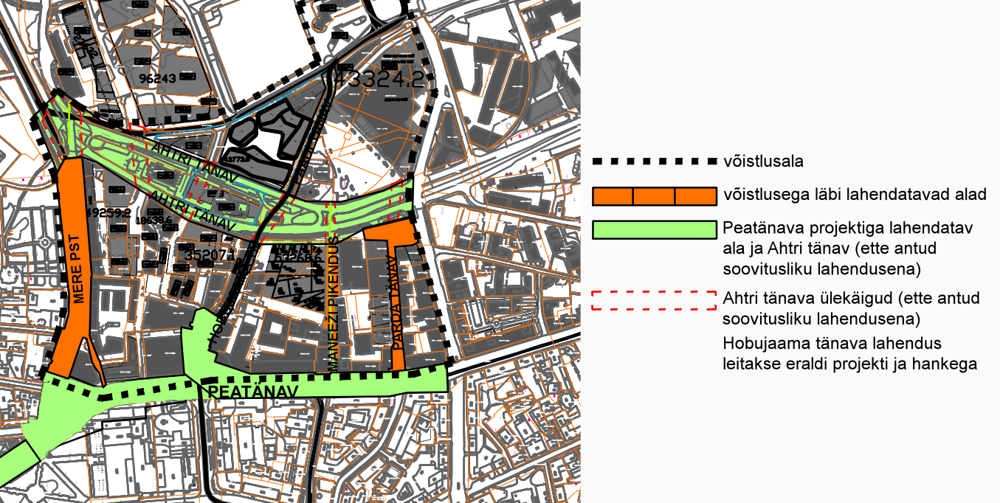 96243
43324,2
AHTRI TÄNAV
AHTRI TÄNAV
49259.2
18638,6
35207,1
MERE PST
MANEEŽI PIKENDUS
PARDA TÄNAV
PEATÄNAV
võistlusala
võistlusega läbi lahendatavad alad
Peatänava projektiga lahendatav
ala ja Ahtri tänav (ette antud
soovitusliku lahendusena)
Ahtri tänava ülekäigud (ette antud
soovitusliku lahendusena)
Hobujaama tänava lahendus
leitakse eraldi projekti ja hankega